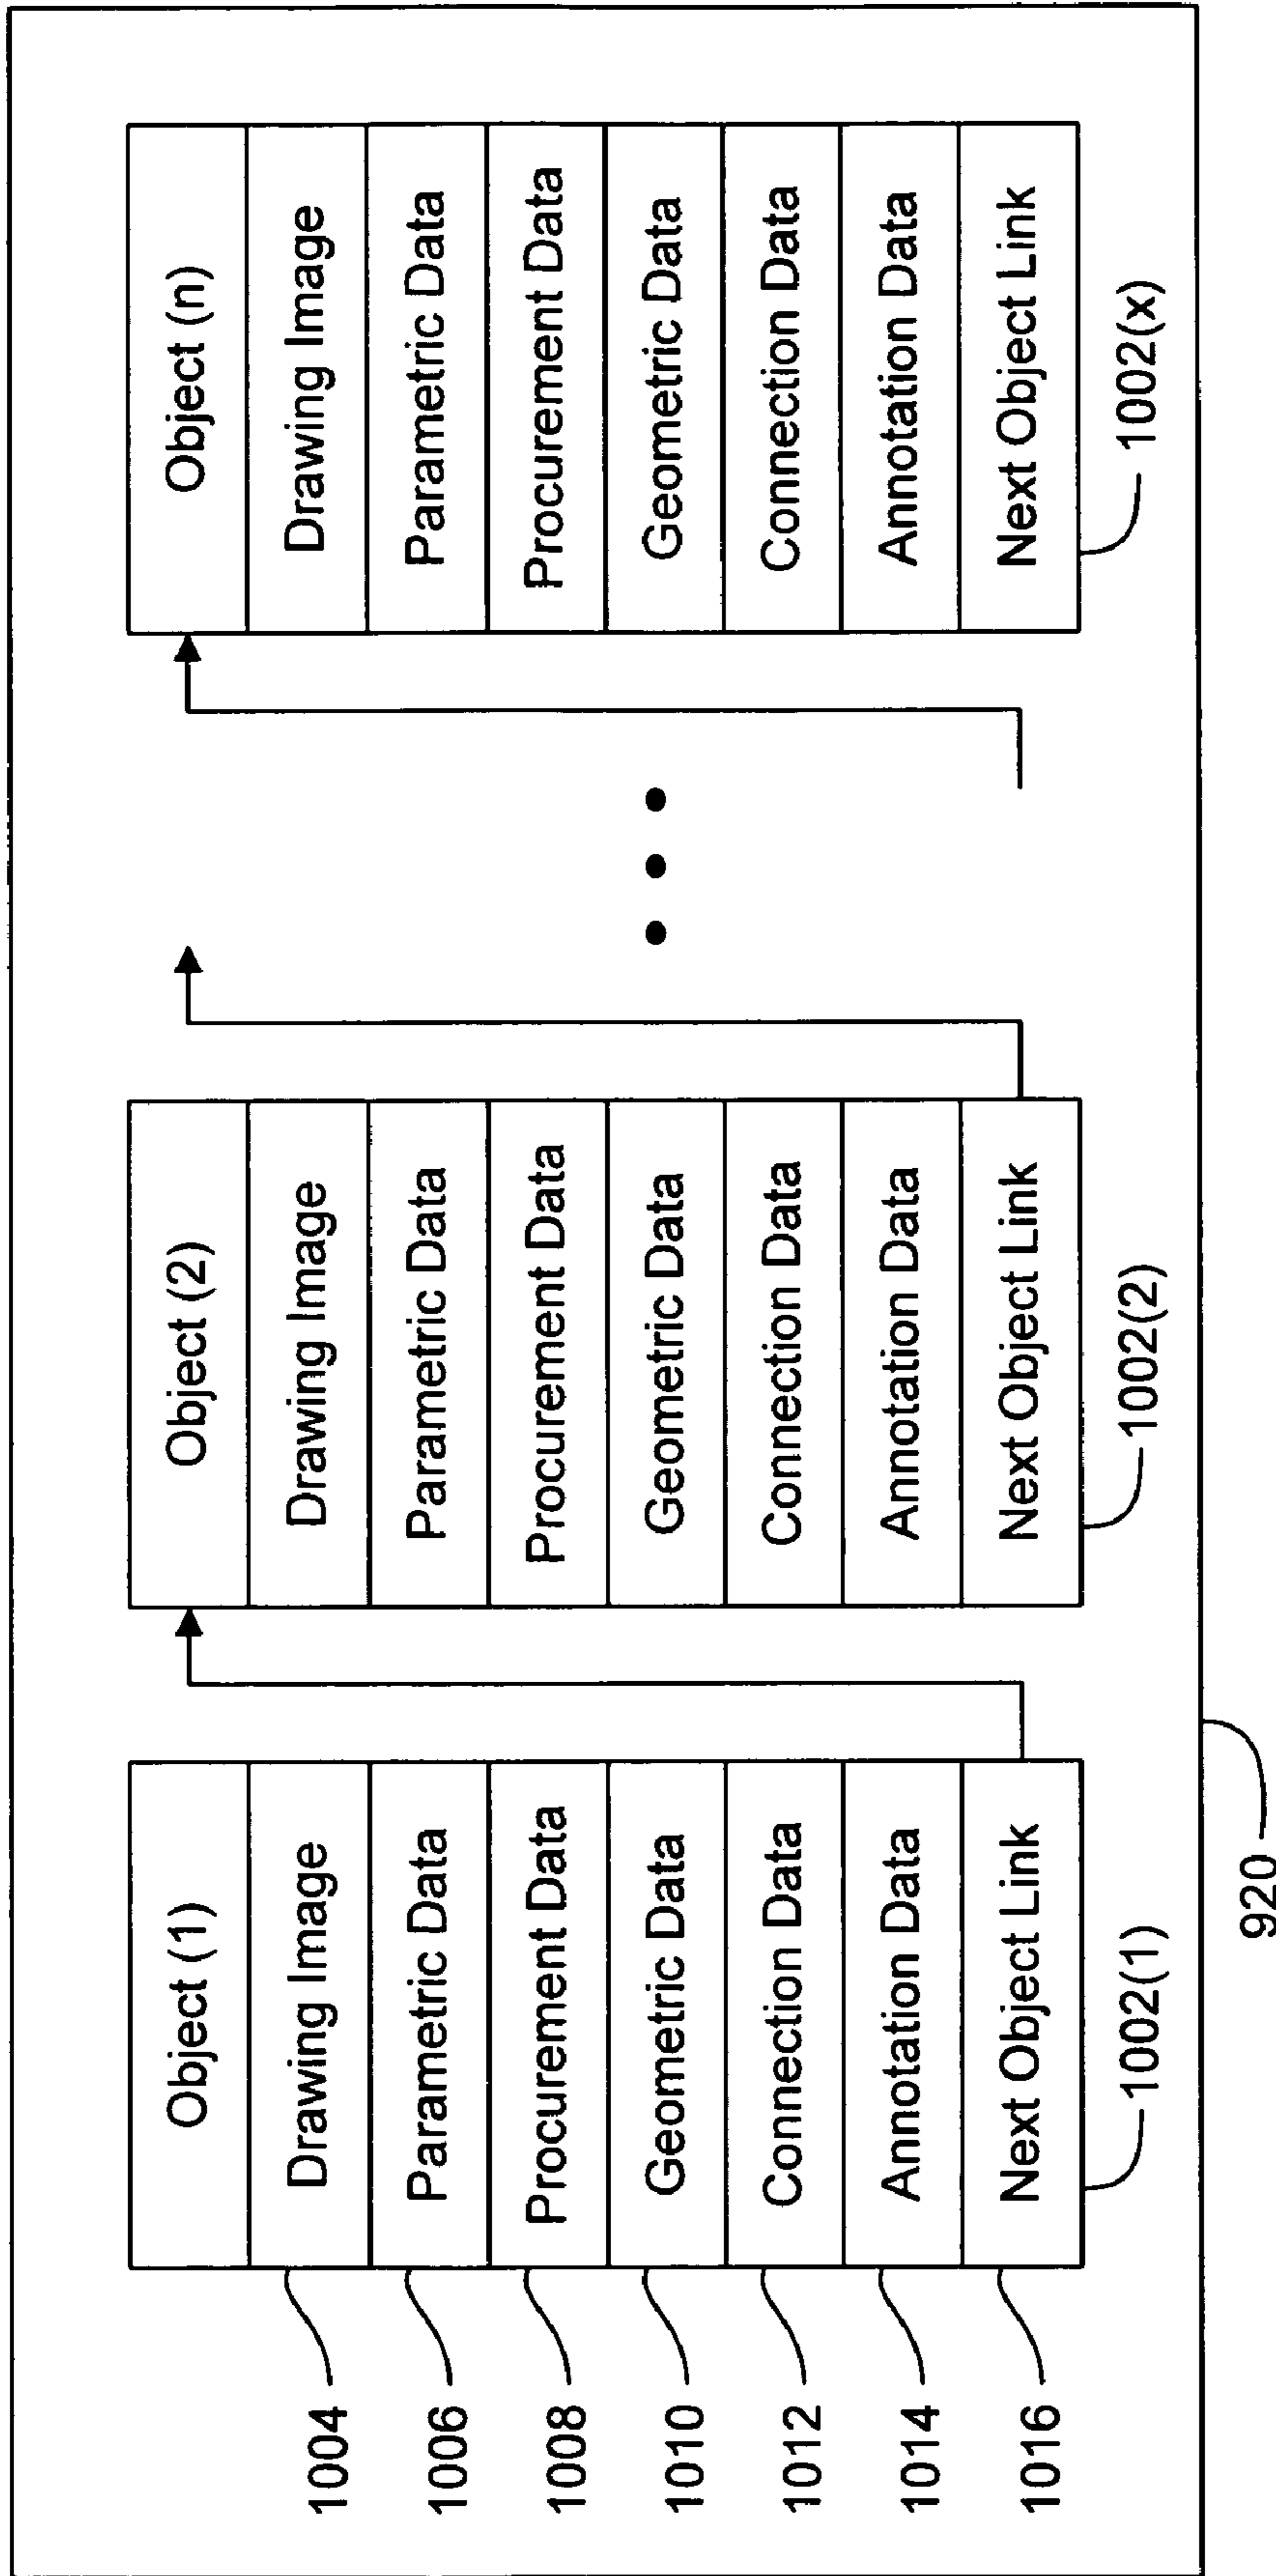 Object (1)
Drawing Image
Parametric Data
Procurement Data
Geometric Data
Connection Data
Annotation Data
Next Object Link
1004
1006
1008
1010
1012
1014
1016
1002(1)
Object (2)
Drawing Image
Parametric Data
Procurement Data
Geometric Data
Connection Data
Annotation Data
Next Object Link
1002(2)
Object (n)
Drawing Image
Parametric Data
Procurement Data
Geometric Data
Connection Data
Annotation Data
Next Object Link
1002(x)
920